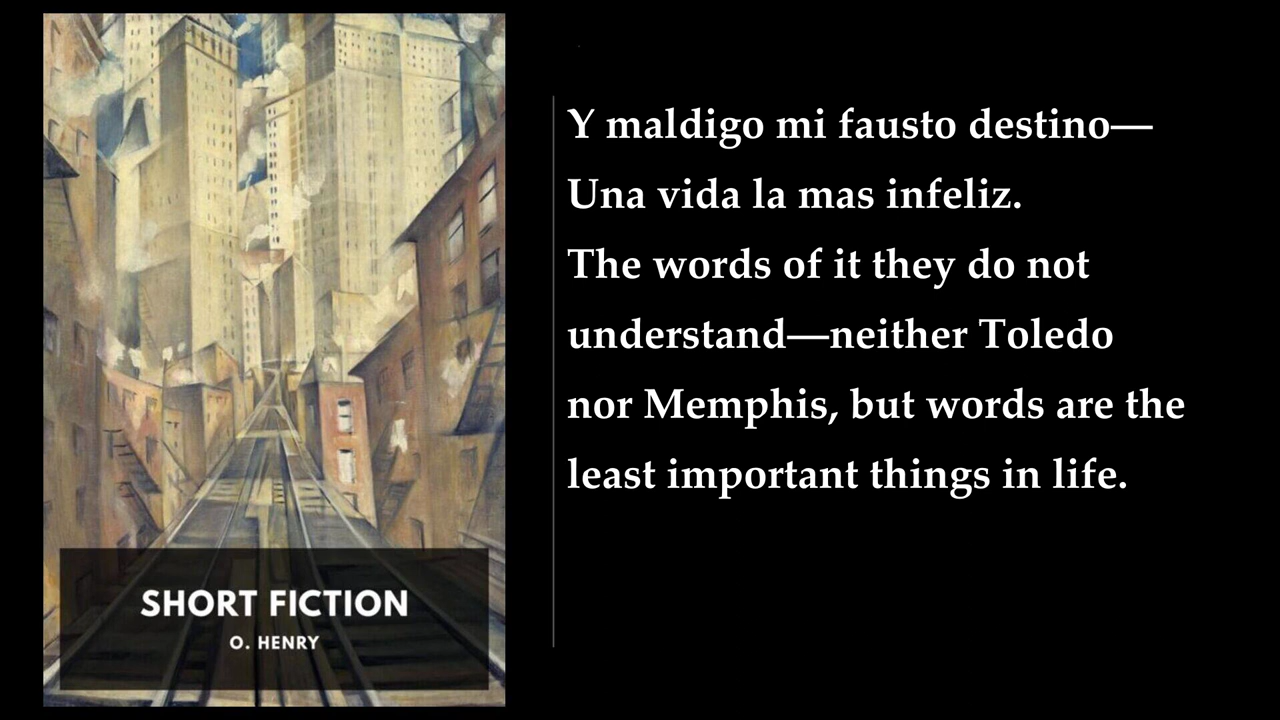 Y maldigo mi fausto destino—
Una vida la mas infeliz.
The words of it they do not
understand—neither Toledo
nor Memphis, but words are the
least important things in life.
SHORT FICTION
O. HENRY